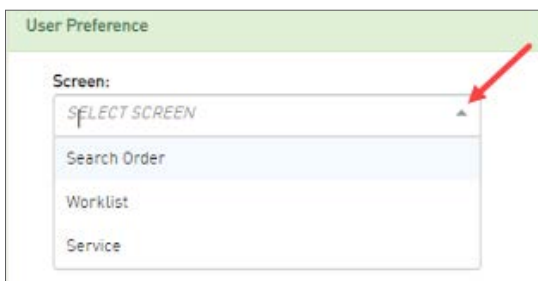 User Preference
Screen:
SELECT SCREEN
Search Order
Worklist
Service